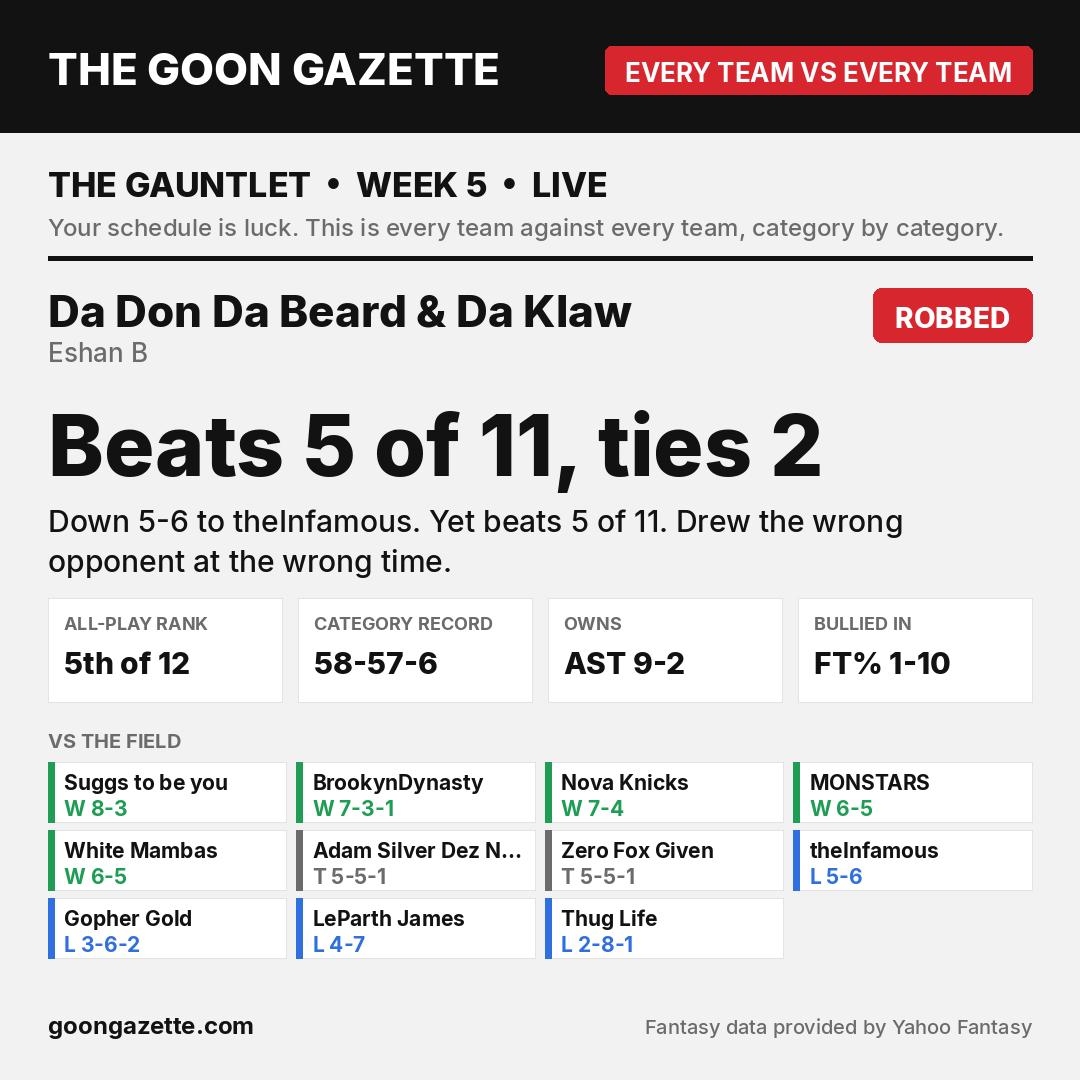 THE GOON GAZETTE
EVERY TEAM VS EVERY TEAM
THE GAUNTLET • WEEK 5 • LIVE
Your schedule is luck. This is every team against every team, category by category.
Da Don Da Beard & Da Klaw
ROBBED
Eshan B
Beats 5 of 11, ties 2
Down 5-6 to theInfamous. Yet beats 5 of 11. Drew the wrong
opponent at the wrong time.
ALL-PLAY RANK
5th of 12
CATEGORY RECORD
58-57-6
OWNS
AST 9-2
BULLIED IN
FT% 1-10
VS THE FIELD
Suggs to be you
W 8-3
BrookynDynasty
W 7-3-1
Nova Knicks
W 7-4
MONSTARS
W 6-5
White Mambas
W 6-5
Adam Silver Dez N...
T 5-5-1
Zero Fox Given
T 5-5-1
theInfamous
L 5-6
Gopher Gold
L 3-6-2
LeParth James
L 4-7
Thug Life
L 2-8-1
goongazette.com
Fantasy data provided by Yahoo Fantasy